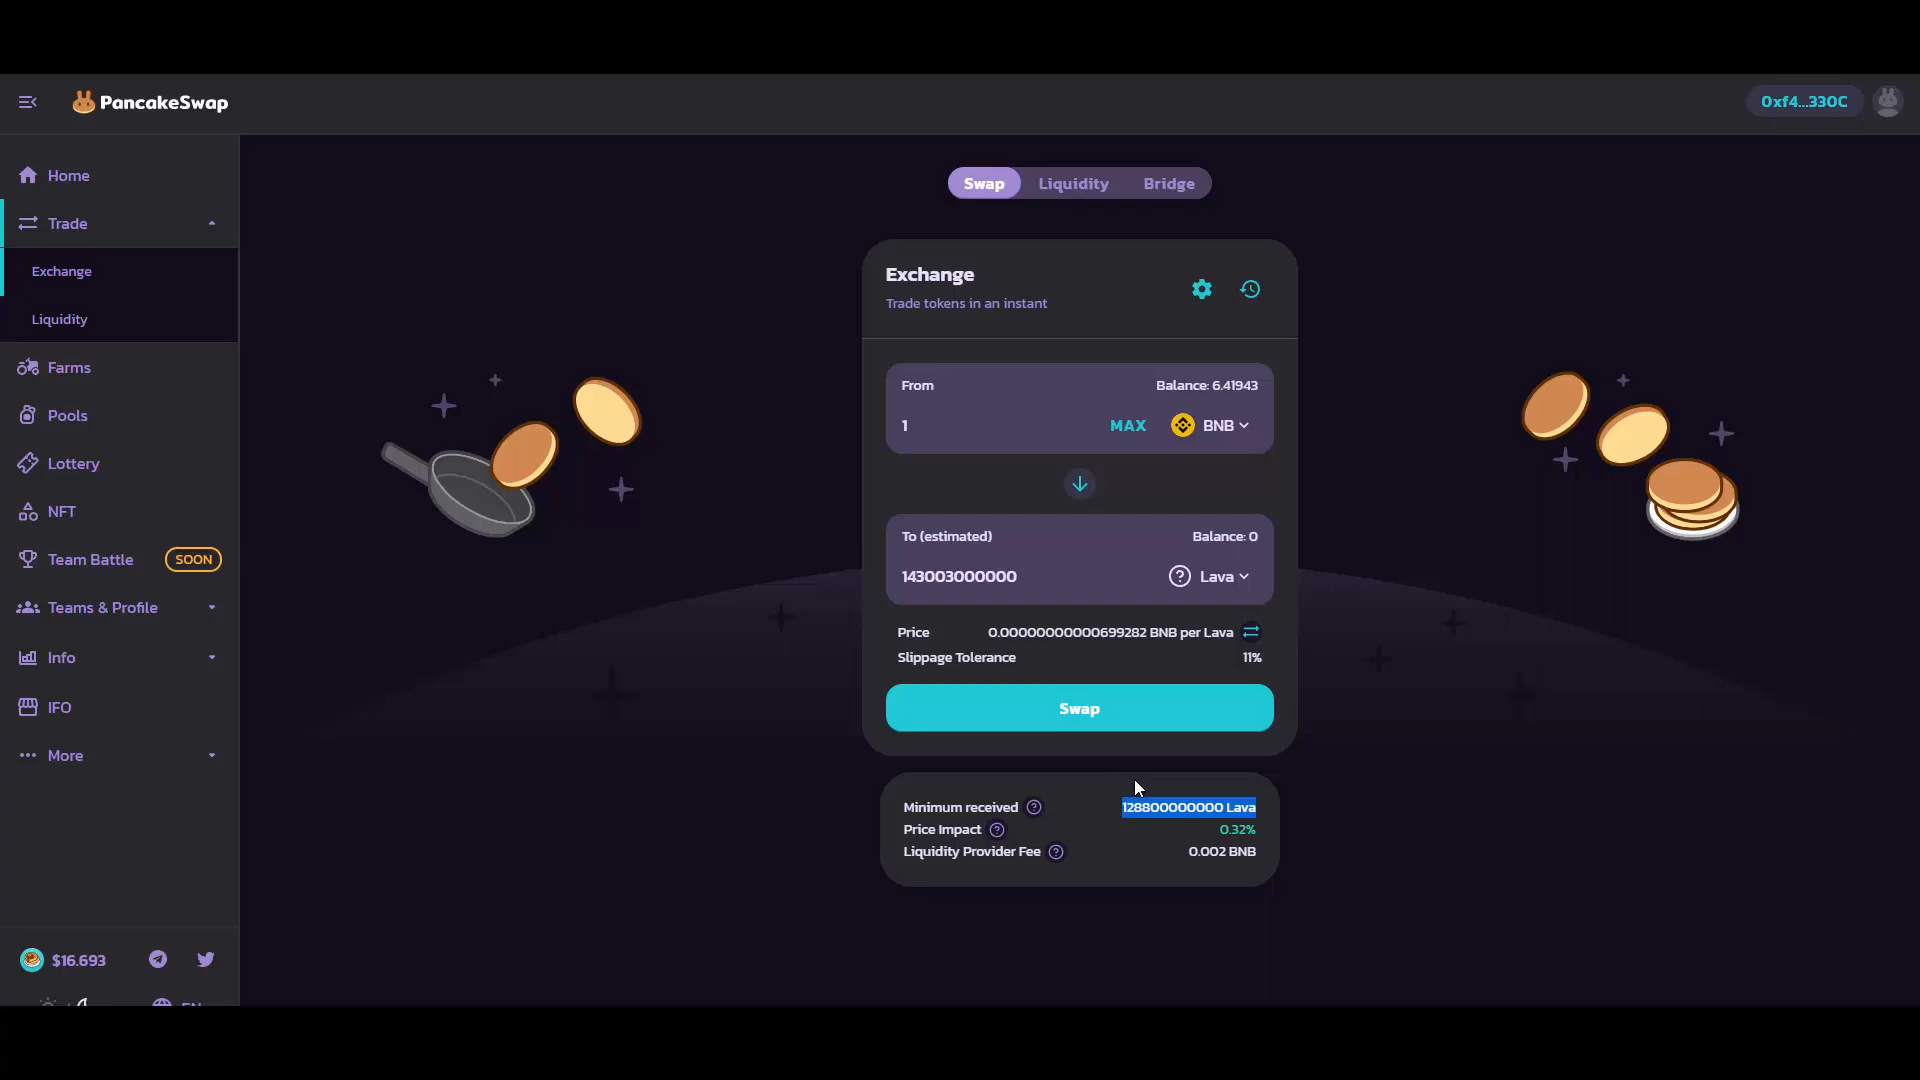 PancakeSwap
0xf4...330C
Home
Trade
Exchange
Liquidity
Farms
Pools
Lottery
NFT
Team Battle SOON
Teams & Profile
Info
IFO
More
$16.693
Swap Liquidity Bridge
Exchange
Trade tokens in an instant
From Balance: 6.41943
1 MAX BNB
To (estimated) Balance: 0
143003000000 Lava
Price 0.00000000000699282 BNB per Lava
Slippage Tolerance 11%
Swap
Minimum received 128800000000 Lava
Price Impact 0.32%
Liquidity Provider Fee 0.002 BNB